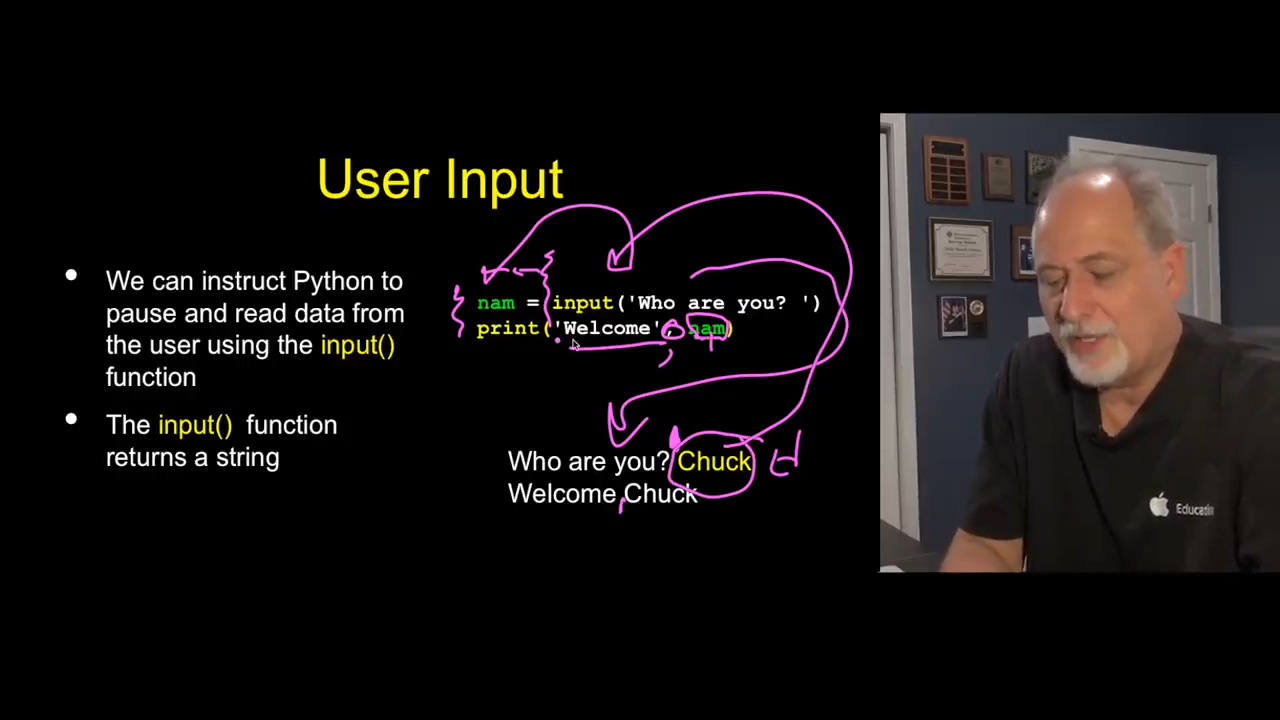 User Input
We can instruct Python to
pause and read data from
the user using the input()
function
The input() function
returns a string
nam = input('Who are you? ')
print('Welcome', nam)
Who are you? Chuck
Welcome Chuck
Education